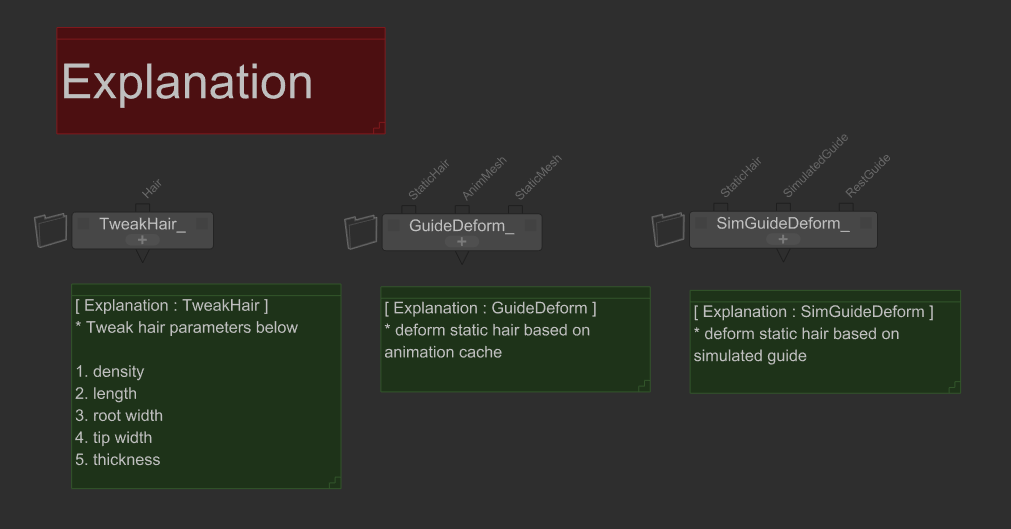 Explanation
Hair
StaticHair
AnimMesh
StaticMesh
StaticHair
SimulatedGuide
RestGuide
TweakHair_
GuideDeform_
SimGuideDeform_
[ Explanation : TweakHair ]
* Tweak hair parameters below
1. density
2. length
3. root width
4. tip width
5. thickness
[ Explanation : GuideDeform ]
* deform static hair based on
animation cache
[ Explanation : SimGuideDeform ]
* deform static hair based on
simulated guide